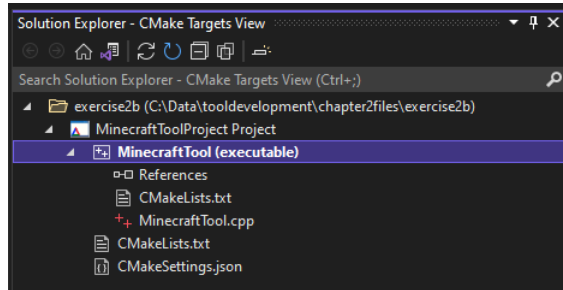 Solution Explorer - CMake Targets View
Search Solution Explorer - CMake Targets View (Ctrl+;)
exercise2b (C:\Data\tooldevelopment\chapter2files\exercise2b)
MinecraftToolProject Project
MinecraftTool (executable)
References
CMakeLists.txt
MinecraftTool.cpp
CMakeLists.txt
CMakeSettings.json